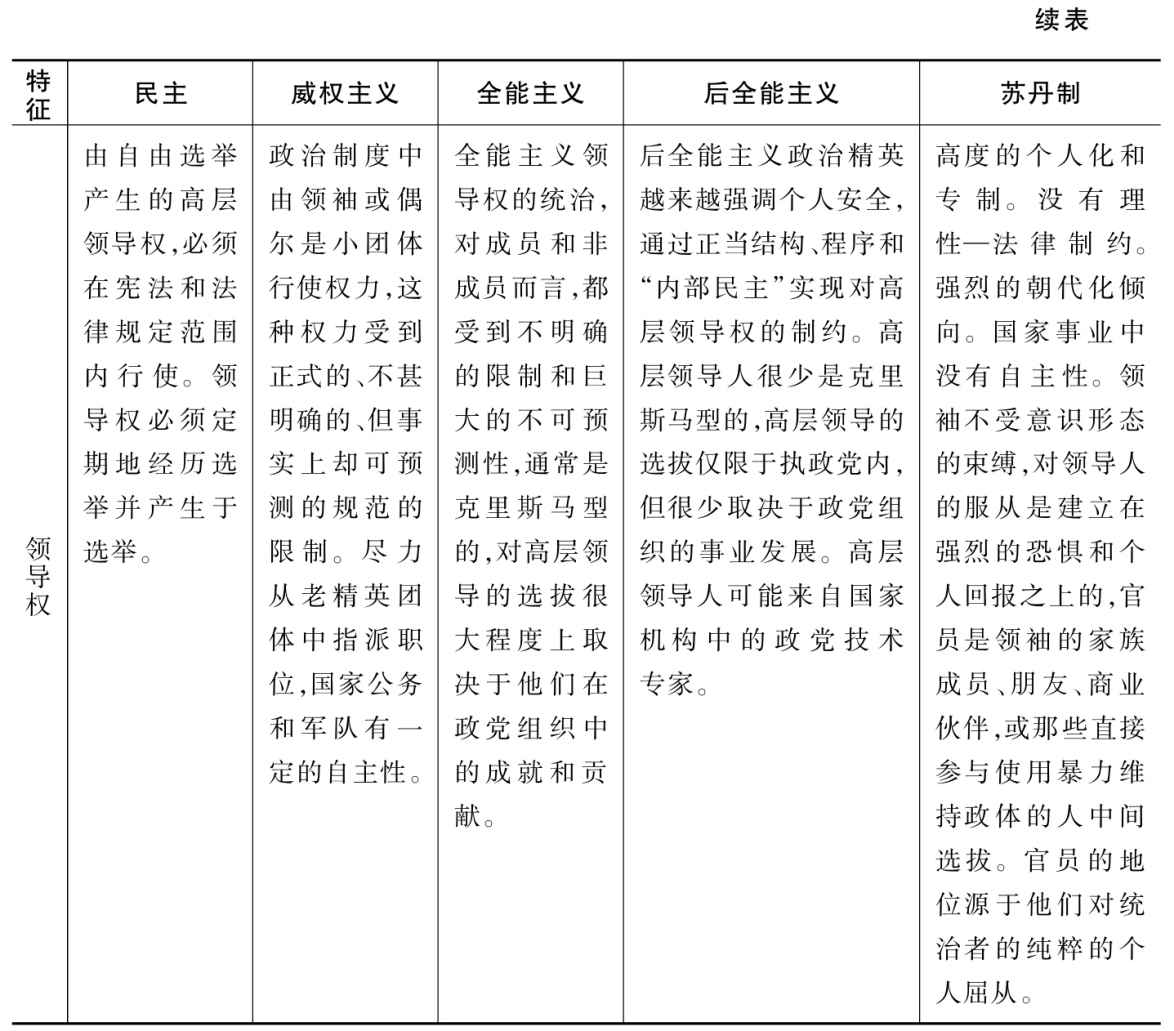 续表
特征
民主
威权主义
全能主义
后全能主义
苏丹制
领导权
由自由选举
产生的高层
领导权,必须
在宪法和法
律规定范围
内行使。领
导权必须定
期地经历选
举并产生于
选举。
政治制度中
由领袖或偶
尔是小团体
行使权力,这
种权力受到
正式的、不甚
明确的、但事
实上却可预
测的规范的
限制。尽力
从老精英团
体中指派职
位,国家公务
和军队有一
定的自主性。
全能主义领
导权的统治,
对成员和非
成员而言,都
受到不明确
的限制和巨
大的不可预
测性,通常是
克里斯马型
的,对高层领
导的选拔很
大程度上取
决于他们在
政党组织中
的成就和贡
献。
后全能主义政治精英
越来越强调个人安全,
通过正当结构、程序和
“内部民主”实现对高
层领导权的制约。高
层领导人很少是克里
斯马型的,高层领导的
选拔仅限于执政党内,
但很少取决于政党组
织的事业发展。高层
领导人可能来自国家
机构中的政党技术
专家。
高度的个人化和
专制。没有理
性—法律制约。
强烈的朝代化倾
向。国家事业中
没有自主性。领
袖不受意识形态
的束缚,对领导人
的服从是建立在
强烈的恐惧和个
人回报之上的,官
员是领袖的家族
成员、朋友、商业
伙伴,或那些直接
参与使用暴力维
持政体的人中间
选拔。官员的地
位源于他们对统
治者的纯粹的个
人屈从。